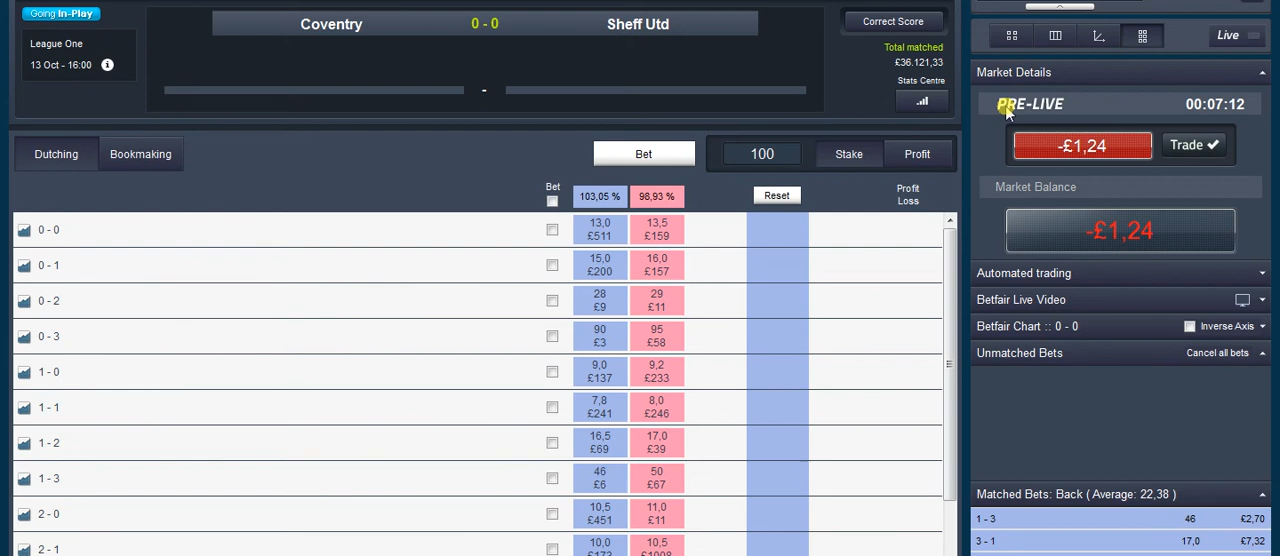 Going In-Play
League One
13 Oct - 16:00
Coventry 0 - 0 Sheff Utd
-
Correct Score
Total matched
£36.121,33
Stats Centre
Live
Market Details
PRE-LIVE 00:07:12
-£1,24 Trade
Market Balance
-£1,24
Automated trading
Betfair Live Video
Betfair Chart :: 0 - 0 Inverse Axis
Unmatched Bets Cancel all bets
Matched Bets: Back ( Average: 22,38 )
1 - 3 46 £2,70
3 - 1 17,0 £7,32
Dutching Bookmaking Bet 100 Stake Profit
Bet 103,05 % 98,93 % Reset Profit
Loss
0 - 0 13,0 13,5
£511 £159
0 - 1 15,0 16,0
£200 £157
0 - 2 28 29
£9 £11
0 - 3 90 95
£3 £58
1 - 0 9,0 9,2
£137 £233
1 - 1 7,8 8,0
£241 £246
1 - 2 16,5 17,0
£69 £39
1 - 3 46 50
£6 £67
2 - 0 10,5 11,0
£451 £11
2 - 1 10,0 10,5